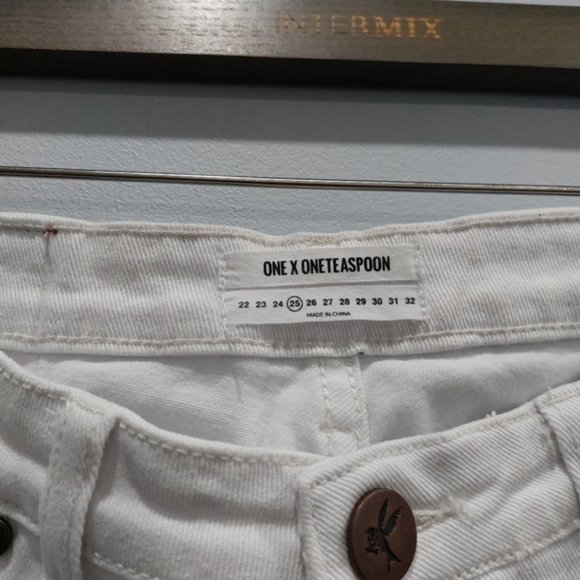 INTERMIX
ONE X ONETEASPOON
22 23 24 25 26 27 28 29 30 31 32
MADE IN CHINA